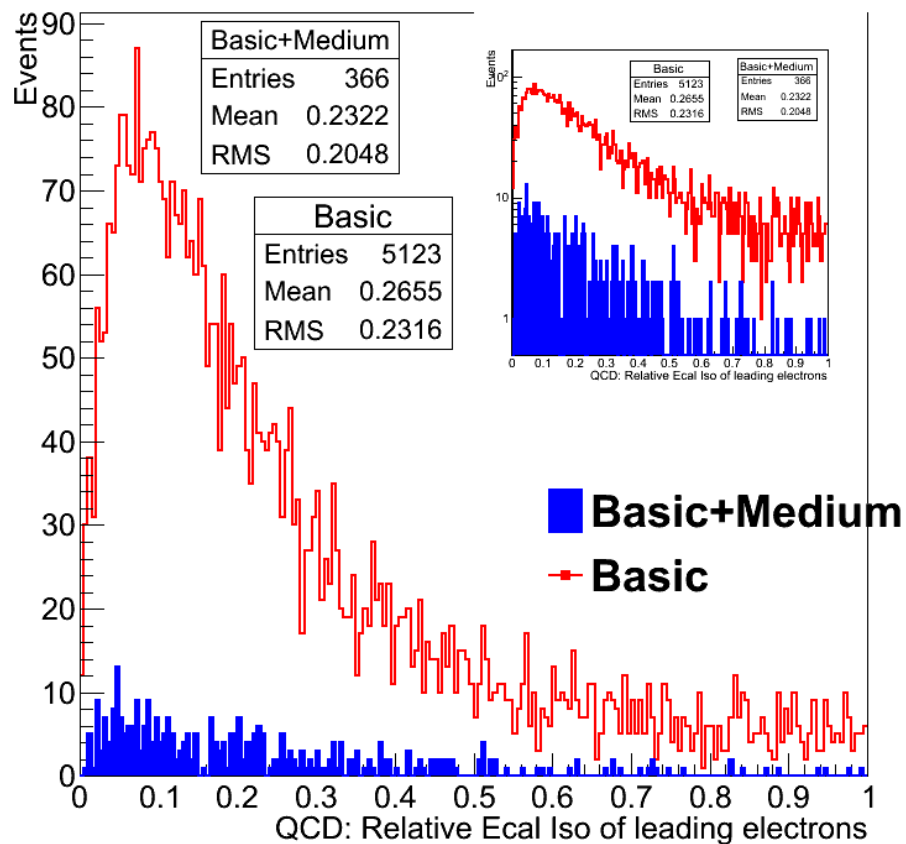 Events
90
80
70
60
50
40
30
20
10
0
0 0.1 0.2 0.3 0.4 0.5 0.6 0.7 0.8 0.9 1
QCD: Relative Ecal Iso of leading electrons
Basic+Medium
Entries 366
Mean 0.2322
RMS 0.2048
Basic
Entries 5123
Mean 0.2655
RMS 0.2316
Events
10²
10
1
0 0.1 0.2 0.3 0.4 0.5 0.6 0.7 0.8 0.9 1
QCD: Relative Ecal Iso of leading electrons
Basic
Entries 5123
Mean 0.2655
RMS 0.2316
Basic+Medium
Entries 366
Mean 0.2322
RMS 0.2048
Basic+Medium
Basic